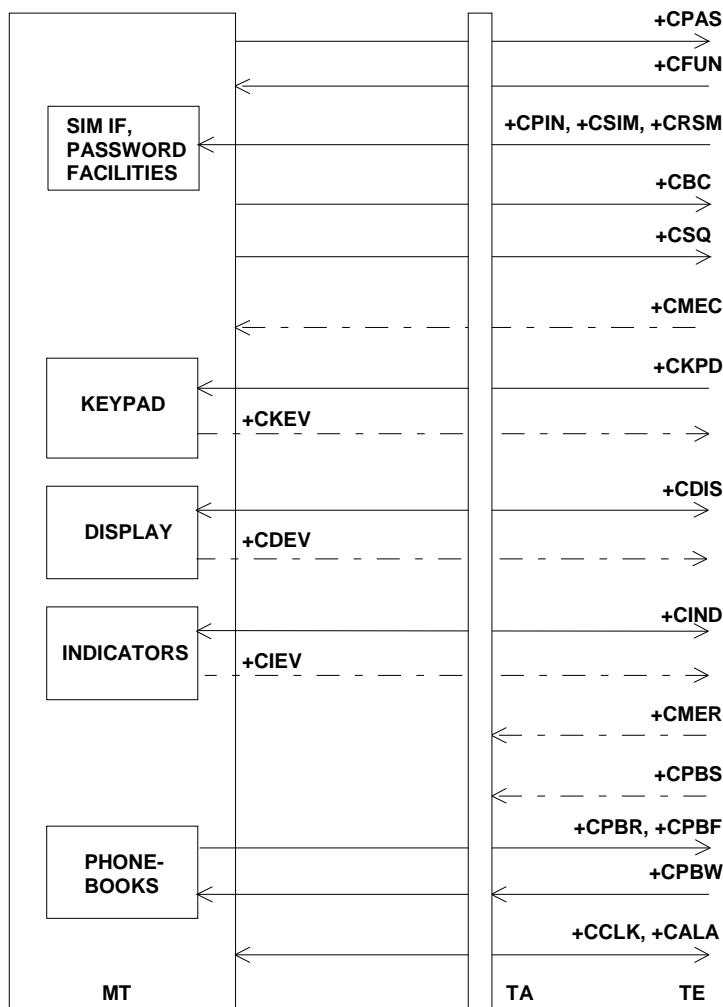 +CPAS
+CFUN
SIM IF,
PASSWORD
FACILITIES
+CPIN, +CSIM, +CRSM
+CBC
+CSQ
+CMEC
+CKPD
KEYPAD
+CKEV
+CDIS
DISPLAY
+CDEV
+CIND
INDICATORS
+CIEV
+CMER
+CPBS
+CPBR, +CPBF
PHONE-
BOOKS
+CPBW
+CCLK, +CALA
MT TA TE